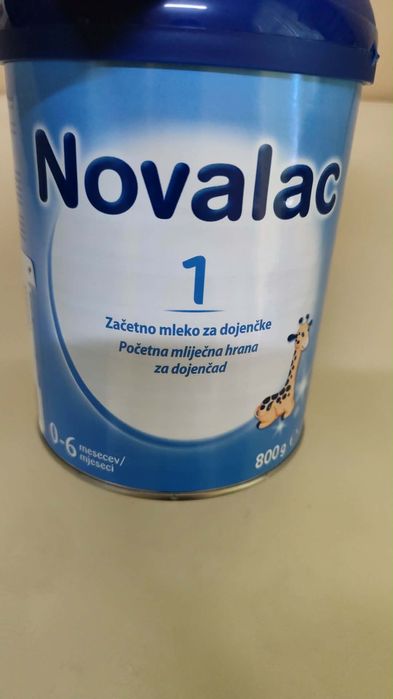 Novalac
1
Začetno mleko za dojenčke
Početna mliječna hrana
za dojenčad
0-6 mesecev/
mjeseci
800g e